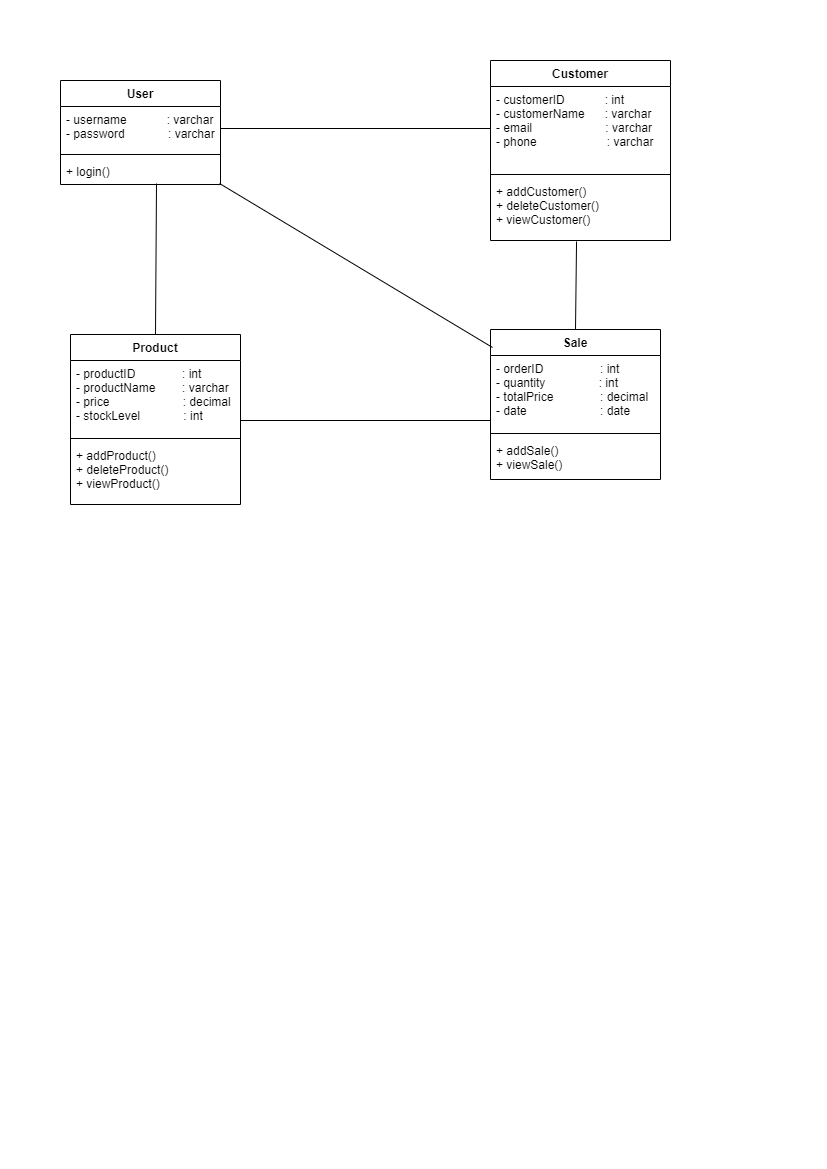 User
- username : varchar
- password : varchar
+ login()
Customer
- customerID : int
- customerName : varchar
- email : varchar
- phone : varchar
+ addCustomer()
+ deleteCustomer()
+ viewCustomer()
Product
- productID : int
- productName : varchar
- price : decimal
- stockLevel : int
+ addProduct()
+ deleteProduct()
+ viewProduct()
Sale
- orderID : int
- quantity : int
- totalPrice : decimal
- date : date
+ addSale()
+ viewSale()